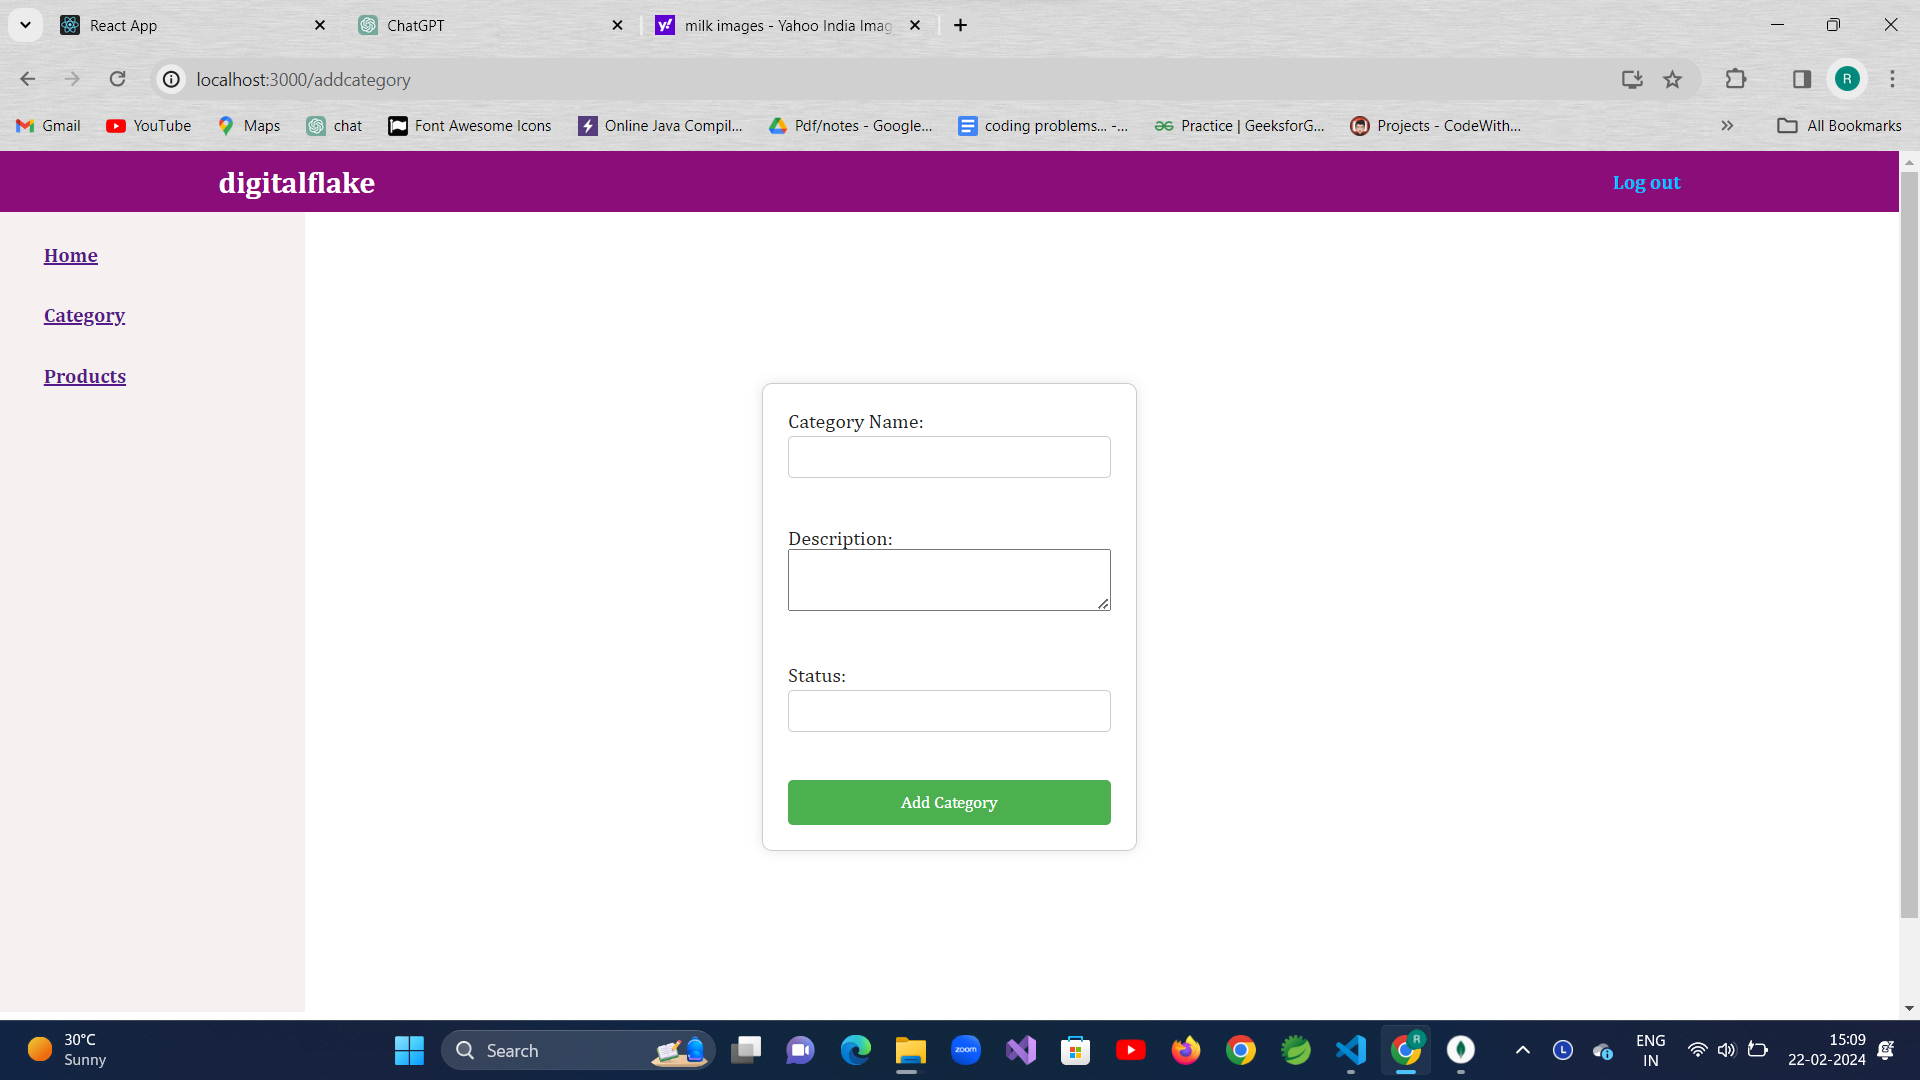 React App
ChatGPT
milk images - Yahoo India Imag
localhost:3000/addcategory
R
Gmail
YouTube
Maps
chat
Font Awesome Icons
Online Java Compil...
Pdf/notes - Google...
coding problems... -...
Practice | GeeksforG...
Projects - CodeWith...
All Bookmarks
digitalflake
Log out
Home
Category
Products
Category Name:
Description:
Status:
Add Category
30°C
Sunny
Search
zoom
R
L
ENG
IN
15:09
22-02-2024